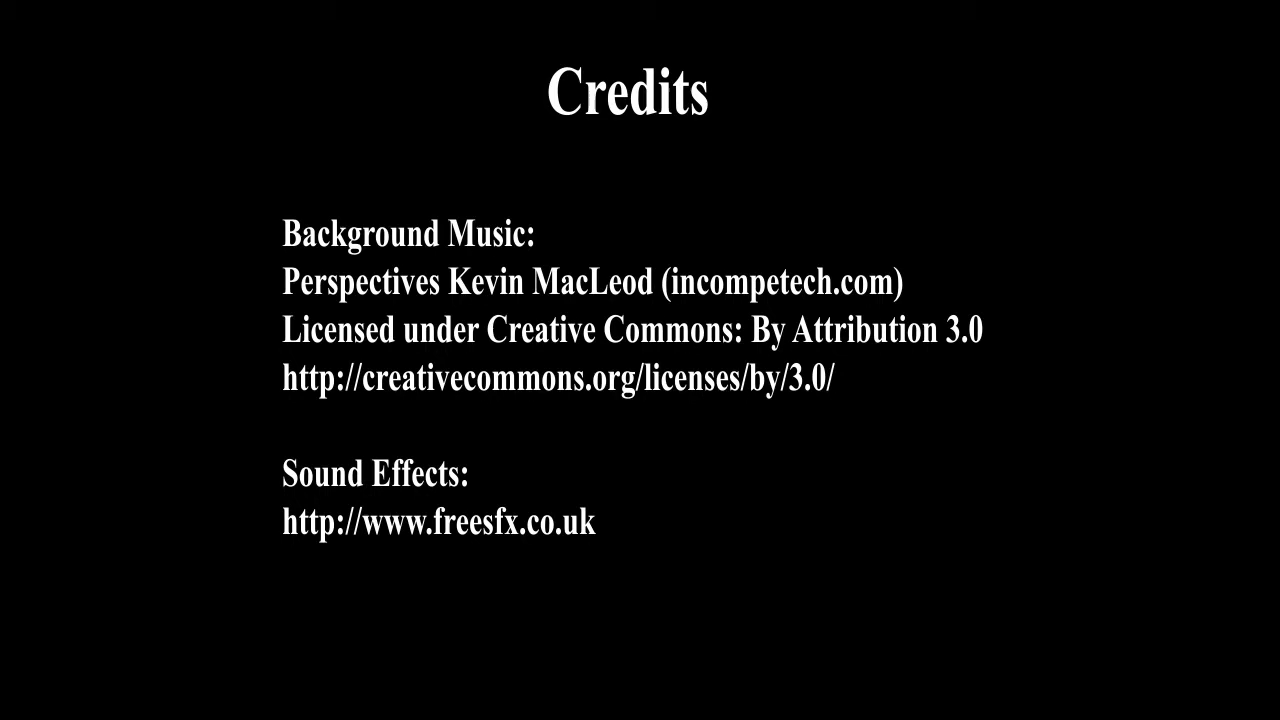 Credits
Background Music:
Perspectives Kevin MacLeod (incompetech.com)
Licensed under Creative Commons: By Attribution 3.0
http://creativecommons.org/licenses/by/3.0/
Sound Effects:
http://www.freesfx.co.uk